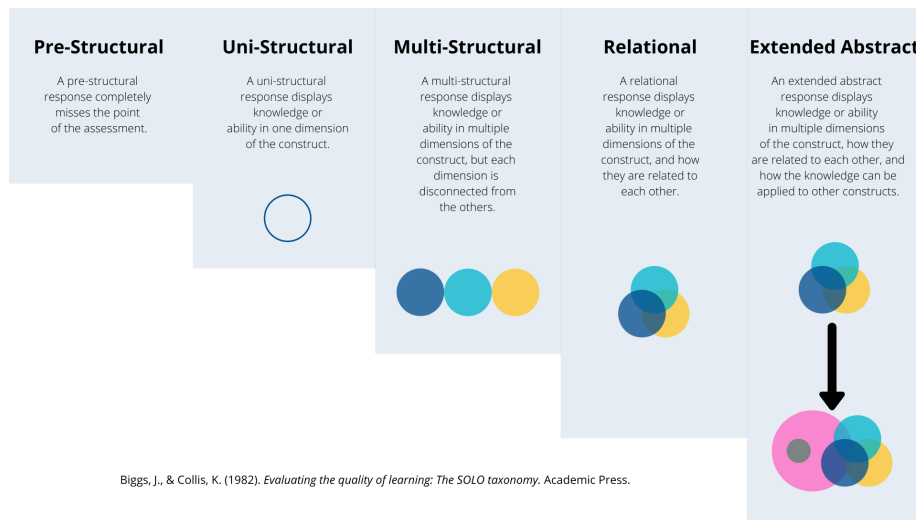 Pre-Structural
A pre-structural
response completely
misses the point
of the assessment.
Uni-Structural
A uni-structural
response displays
knowledge or
ability in one dimension
of the construct.
Multi-Structural
A multi-structural
response displays
knowledge or
ability in multiple
dimensions of the
construct, but each
dimension is
disconnected from
the others.
Relational
A relational
response displays
knowledge or
ability in multiple
dimensions of the
construct, and how
they are related to
each other.
Extended Abstract
An extended abstract
response displays
knowledge or ability
in multiple dimensions
of the construct, how they
are related to each other, and
how the knowledge can be
applied to other constructs.
Biggs, J., & Collis, K. (1982). Evaluating the quality of learning: The SOLO taxonomy. Academic Press.